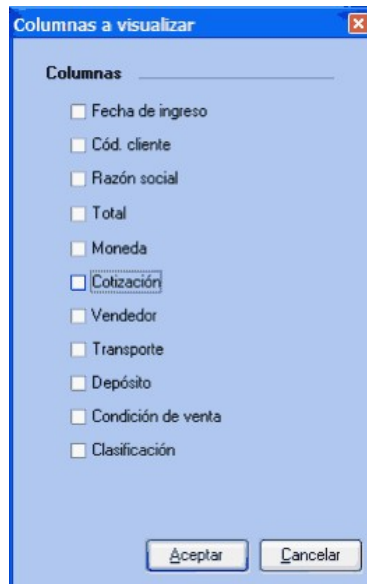 Columnas a visualizar
Columnas
Fecha de ingreso
Cód. cliente
Razón social
Total
Moneda
Cotización
Vendedor
Transporte
Depósito
Condición de venta
Clasificación
Aceptar
Cancelar